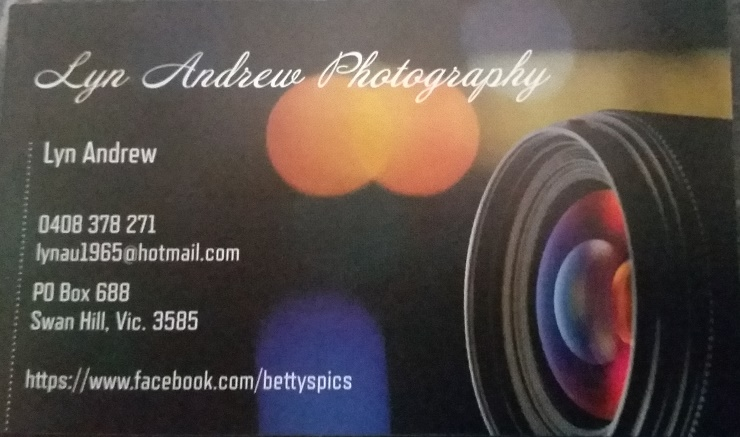 Lyn Andrew Photography
Lyn Andrew
0408 378 271
lynau1965@hotmail.com
PO Box 688
Swan Hill, Vic. 3585
https://www.facebook.com/bettyspics